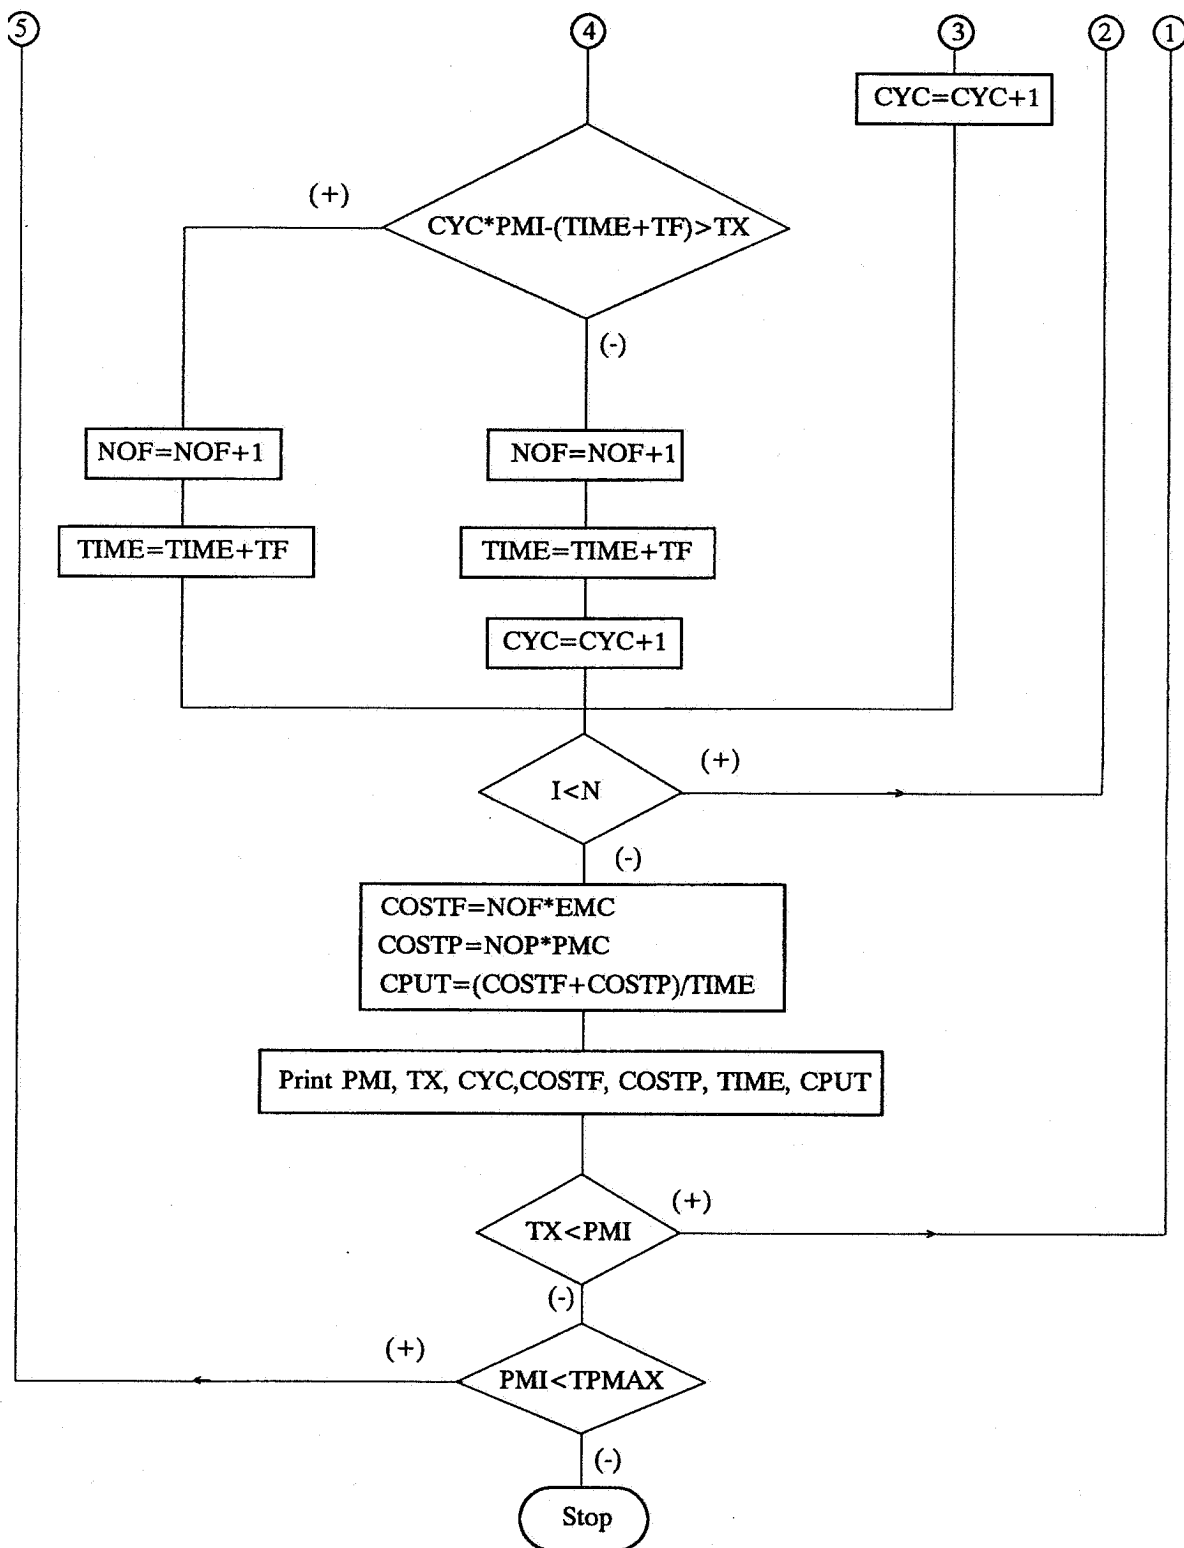 5 4 3 2 1
CYC=CYC+1
(+)
CYC*PMI-(TIME+TF)>TX
(-)
NOF=NOF+1 NOF=NOF+1
TIME=TIME+TF TIME=TIME+TF
CYC=CYC+1
(+)
I<N
(-)
COSTF=NOF*EMC
COSTP=NOP*PMC
CPUT=(COSTF+COSTP)/TIME
Print PMI, TX, CYC,COSTF, COSTP, TIME, CPUT
(+)
TX<PMI
(-)
(+)
PMI<TPMAX
(-)
Stop